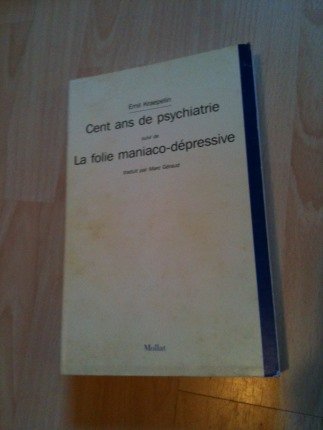 Emil Kraepelin
Cent ans de psychiatrie
suivi de
La folie maniaco-dépressive
traduit par Marc Géraud
Mollat